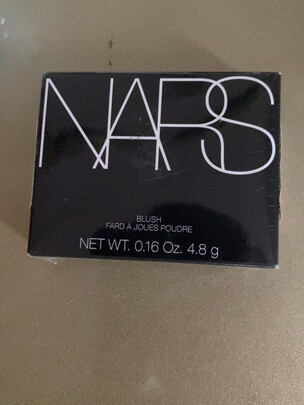 NARS
BLUSH
FARD À JOUES POUDRE
NET WT. 0.16 Oz. 4.8 g